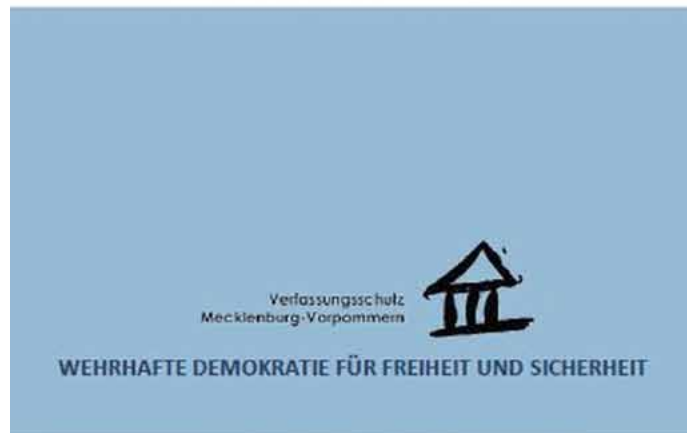 Verfassungsschutz
Mecklenburg-Vorpommern
WEHRHAFTE DEMOKRATIE FÜR FREIHEIT UND SICHERHEIT